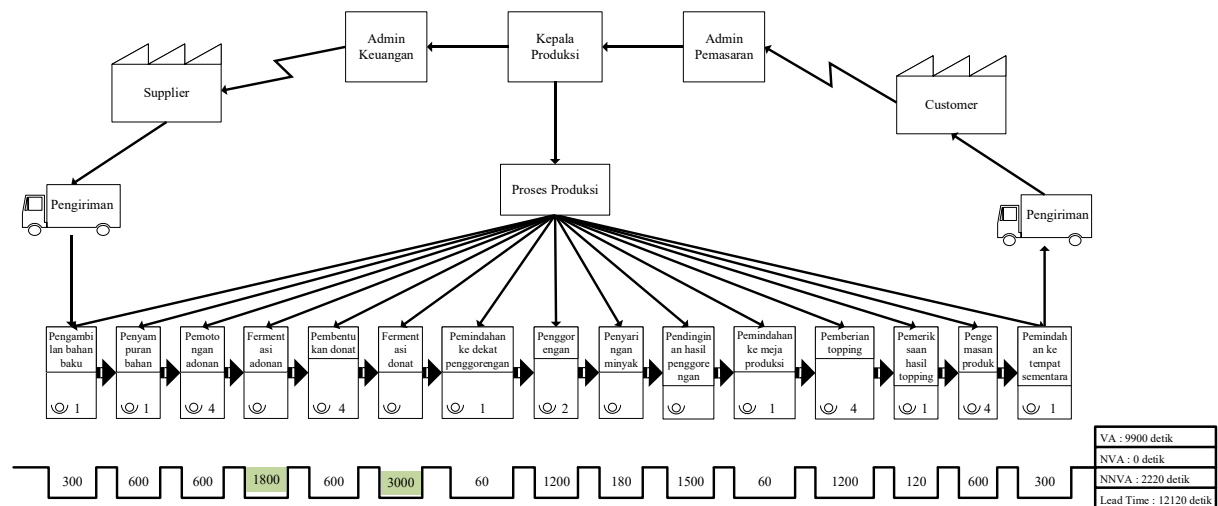 Admin
Keuangan
Kepala
Produksi
Admin
Pemasaran
Supplier
Customer
Pengiriman
Proses Produksi
Pengiriman
Pengambi
lan bahan
baku
1
Penyam
puran
bahan
1
Pemoto
ngan
adonan
4
Ferment
asi
adonan
Pembentu
kan donat
4
Ferment
asi
donat
Pemindahan
ke dekat
penggorengan
1
Penggor
engan
2
Penyari
ngan
minyak
Pendingin
an hasil
penggore
ngan
Pemindahan
ke meja
produksi
1
Pemberian
topping
4
Pemerik
saan
hasil
topping
1
Penge
masan
produk
4
Pemindah
an ke
tempat
sementara
1
300
600
600
1800
600
3000
60
1200
180
1500
60
1200
120
600
300
VA : 9900 detik
NVA : 0 detik
NNVA : 2220 detik
Lead Time : 12120 detik